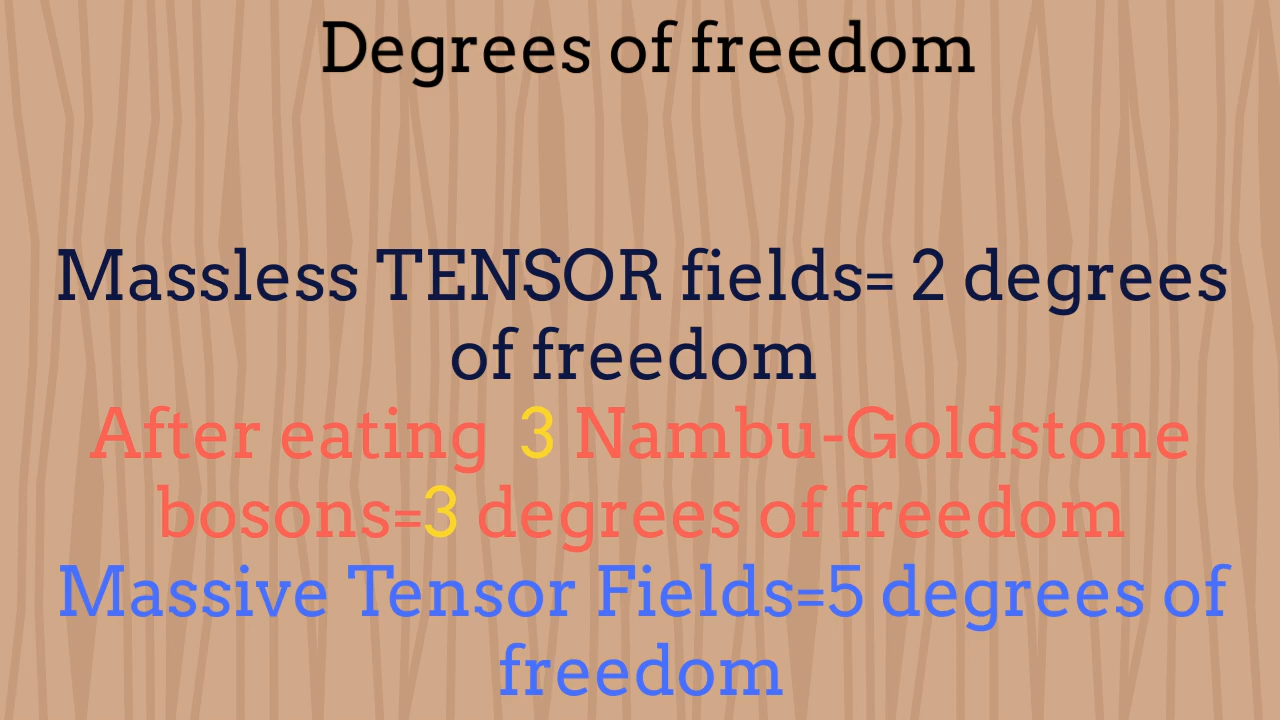 Degrees of freedom
Massless TENSOR fields= 2 degrees
of freedom
After eating 3 Nambu-Goldstone
bosons=3 degrees of freedom
Massive Tensor Fields=5 degrees of
freedom